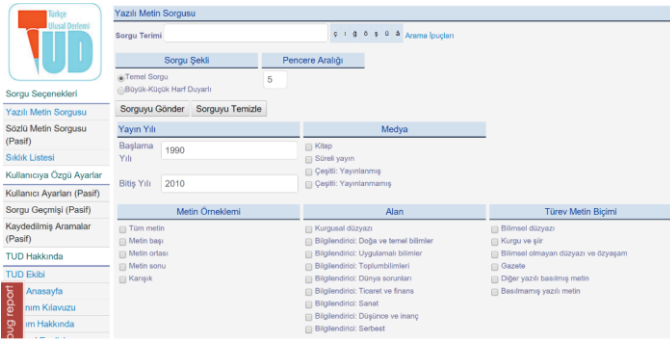 Türkçe
Ulusal Derlemi
TUD
Sorgu Seçenekleri
Yazılı Metin Sorgusu
Sözlü Metin Sorgusu
(Pasif)
Sıklık Listesi
Kullanıcıya Özgü Ayarlar
Kullanıcı Ayarları (Pasif)
Sorgu Geçmişi (Pasif)
Kaydedilmiş Aramalar
(Pasif)
TUD Hakkında
TUD Ekibi
Anasayfa
nım Kılavuzu
ım Hakkında
bug report
Yazılı Metin Sorgusu
Sorgu Terimi
ç ı ğ ö ş ü â Arama İpuçları
Sorgu Şekli
Pencere Aralığı
Temel Sorgu
5
Büyük-Küçük Harf Duyarlı
Sorguyu Gönder Sorguyu Temizle
Yayın Yılı
Başlama
Yılı
1990
Bitiş Yılı 2010
Medya
Kitap
Süreli yayın
Çeşitli: Yayınlanmış
Çeşitli: Yayınlanmamış
Metin Örneklemi
Tüm metin
Metin başı
Metin ortası
Metin sonu
Karışık
Alan
Kurgusal düzyazı
Bilgilendirici: Doğa ve temel bilimler
Bilgilendirici: Uygulamalı bilimler
Bilgilendirici: Toplumbilimleri
Bilgilendirici: Dünya sorunları
Bilgilendirici: Ticaret ve finans
Bilgilendirici: Sanat
Bilgilendirici: Düşünce ve inanç
Bilgilendirici: Serbest
Türev Metin Biçimi
Bilimsel düzyazı
Kurgu ve şiir
Bilimsel olmayan düzyazı ve özyaşam
Gazete
Diğer yazılı basılmış metin
Basılmamış yazılı metin